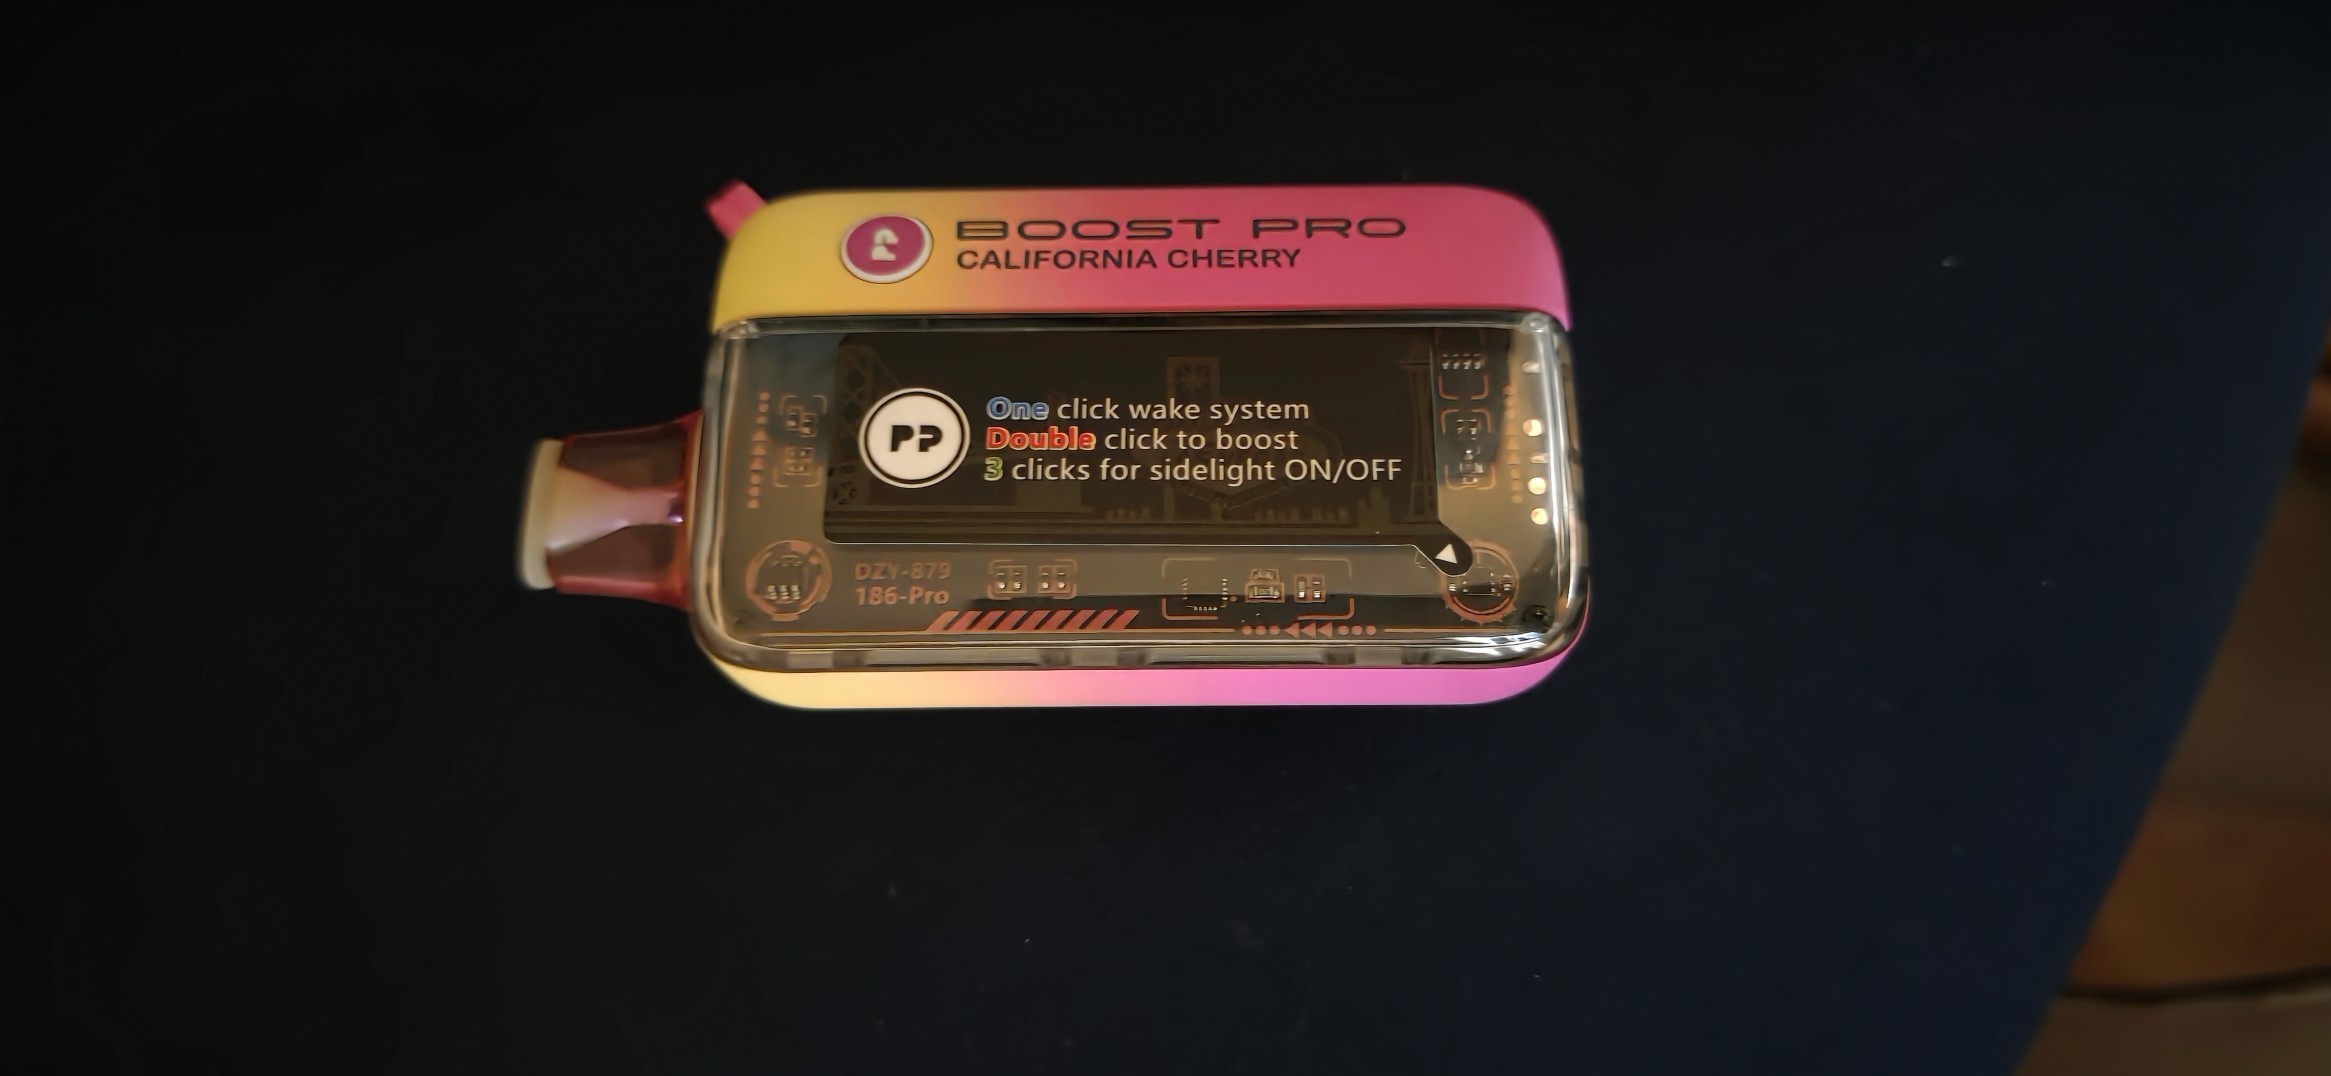 BOOST PRO
CALIFORNIA CHERRY
PP
One click wake system
Double click to boost
3 clicks for sidelight ON/OFF
DZY-879
186-Pro